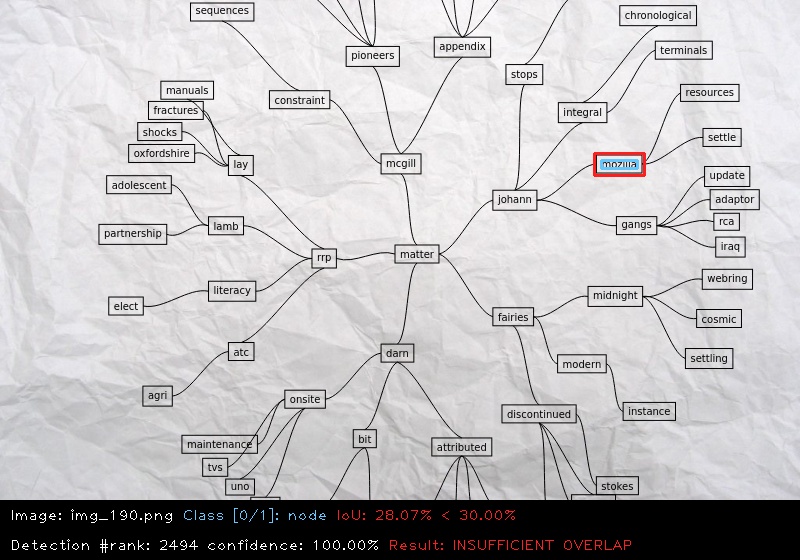 sequences
chronological
pioneers
appendix
terminals
stops
manuals
constraint
resources
fractures
integral
shocks
settle
oxfordshire
lay
mcgill
mozilla
adolescent
update
johann
adaptor
partnership
lamb
gangs
rca
iraq
rrp
matter
webring
elect
literacy
midnight
fairies
cosmic
atc
darn
settling
modern
agri
onsite
discontinued
instance
maintenance
bit
attributed
tvs
uno
stokes
Image: img_190.png Class [0/1]: node IoU: 28.07% < 30.00%
Detection #rank: 2494 confidence: 100.00% Result: INSUFFICIENT OVERLAP